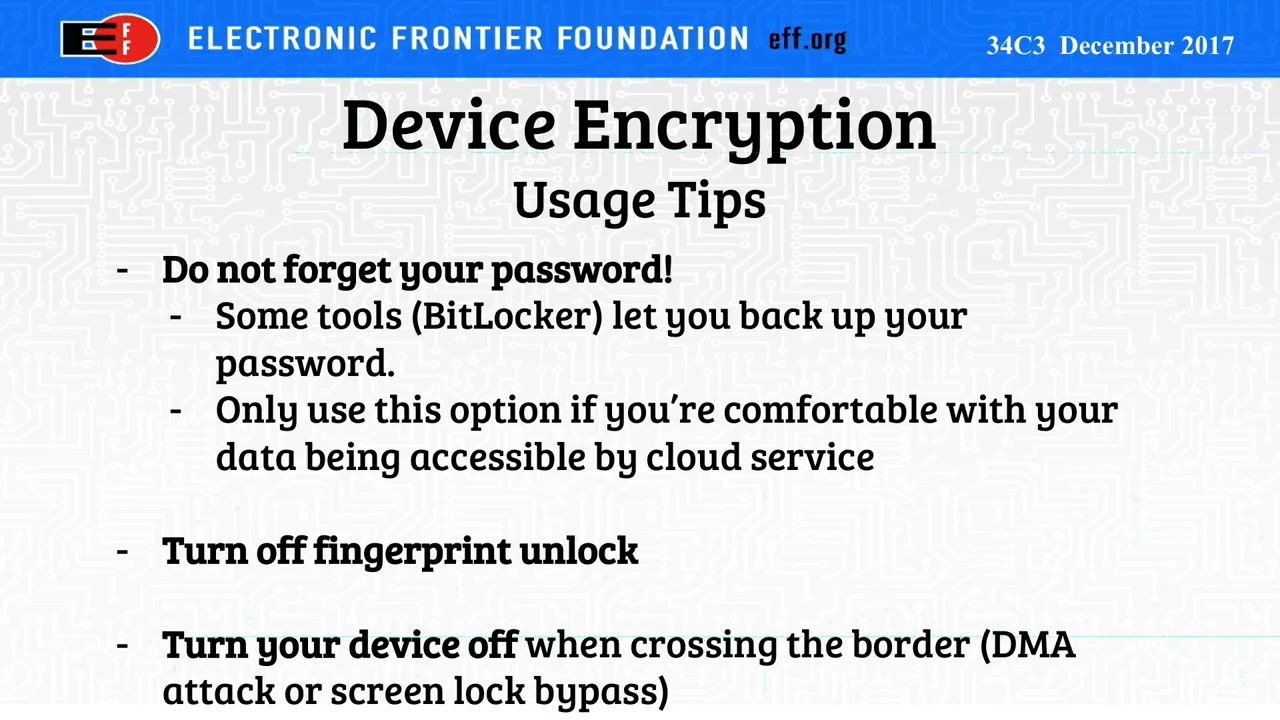 EFF ELECTRONIC FRONTIER FOUNDATION eff.org 34C3 December 2017
Device Encryption
Usage Tips
- Do not forget your password!
- Some tools (BitLocker) let you back up your
password.
- Only use this option if you’re comfortable with your
data being accessible by cloud service
- Turn off fingerprint unlock
- Turn your device off when crossing the border (DMA
attack or screen lock bypass)